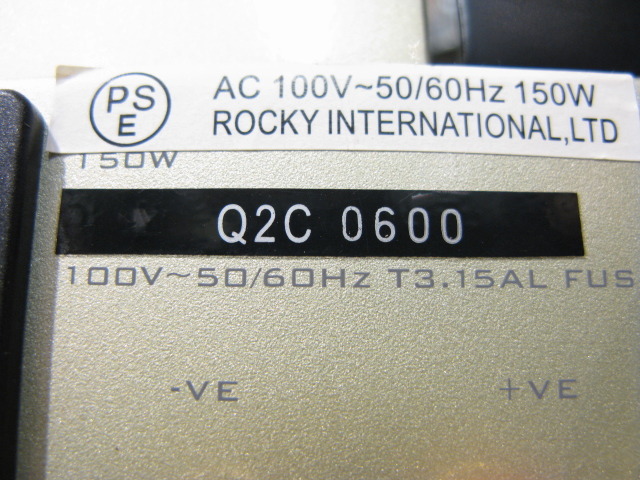 PS
E
AC 100V~50/60Hz 150W
ROCKY INTERNATIONAL,LTD
150W
Q2C 0600
100V~50/60Hz T3.15AL FUS
-VE +VE